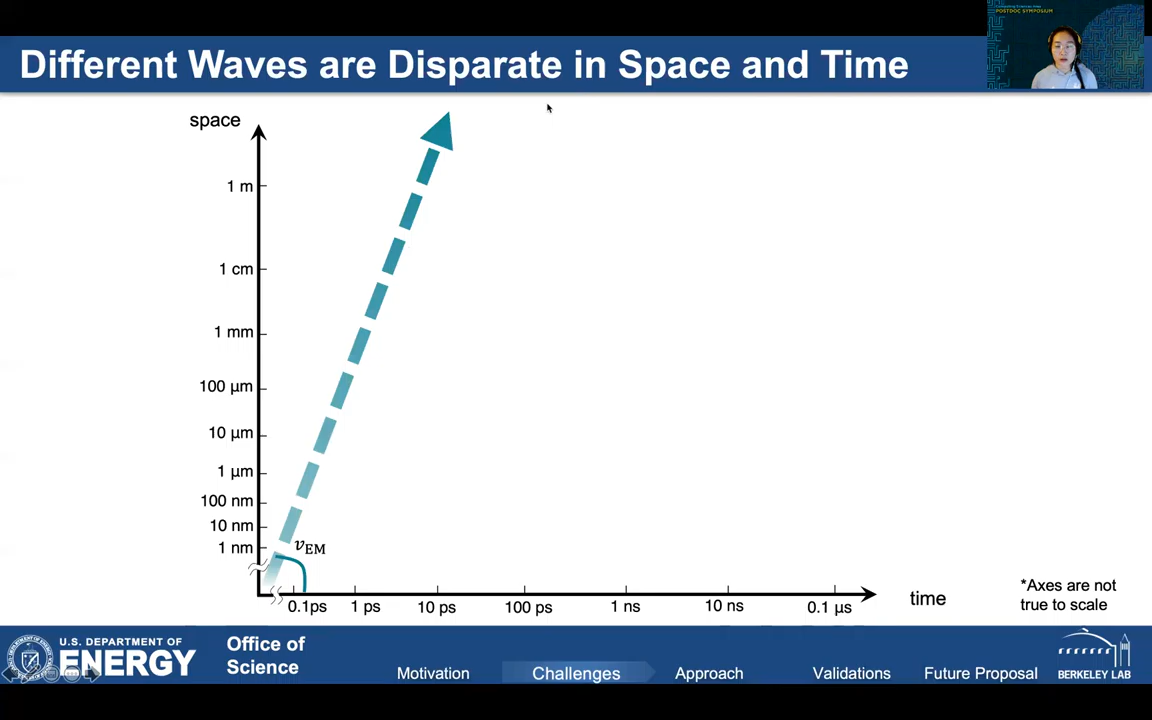 POSTDOC SYMPOSIUM
Different Waves are Disparate in Space and Time
space
1 m
1 cm
1 mm
100 µm
10 µm
1 µm
100 nm
10 nm
1 nm
𝑣EM
0.1ps
1 ps
10 ps
100 ps
1 ns
10 ns
0.1 µs
time
*Axes are not
true to scale
U.S. DEPARTMENT OF
ENERGY
Office of
Science
Motivation
Challenges
Approach
Validations
Future Proposal
BERKELEY LAB